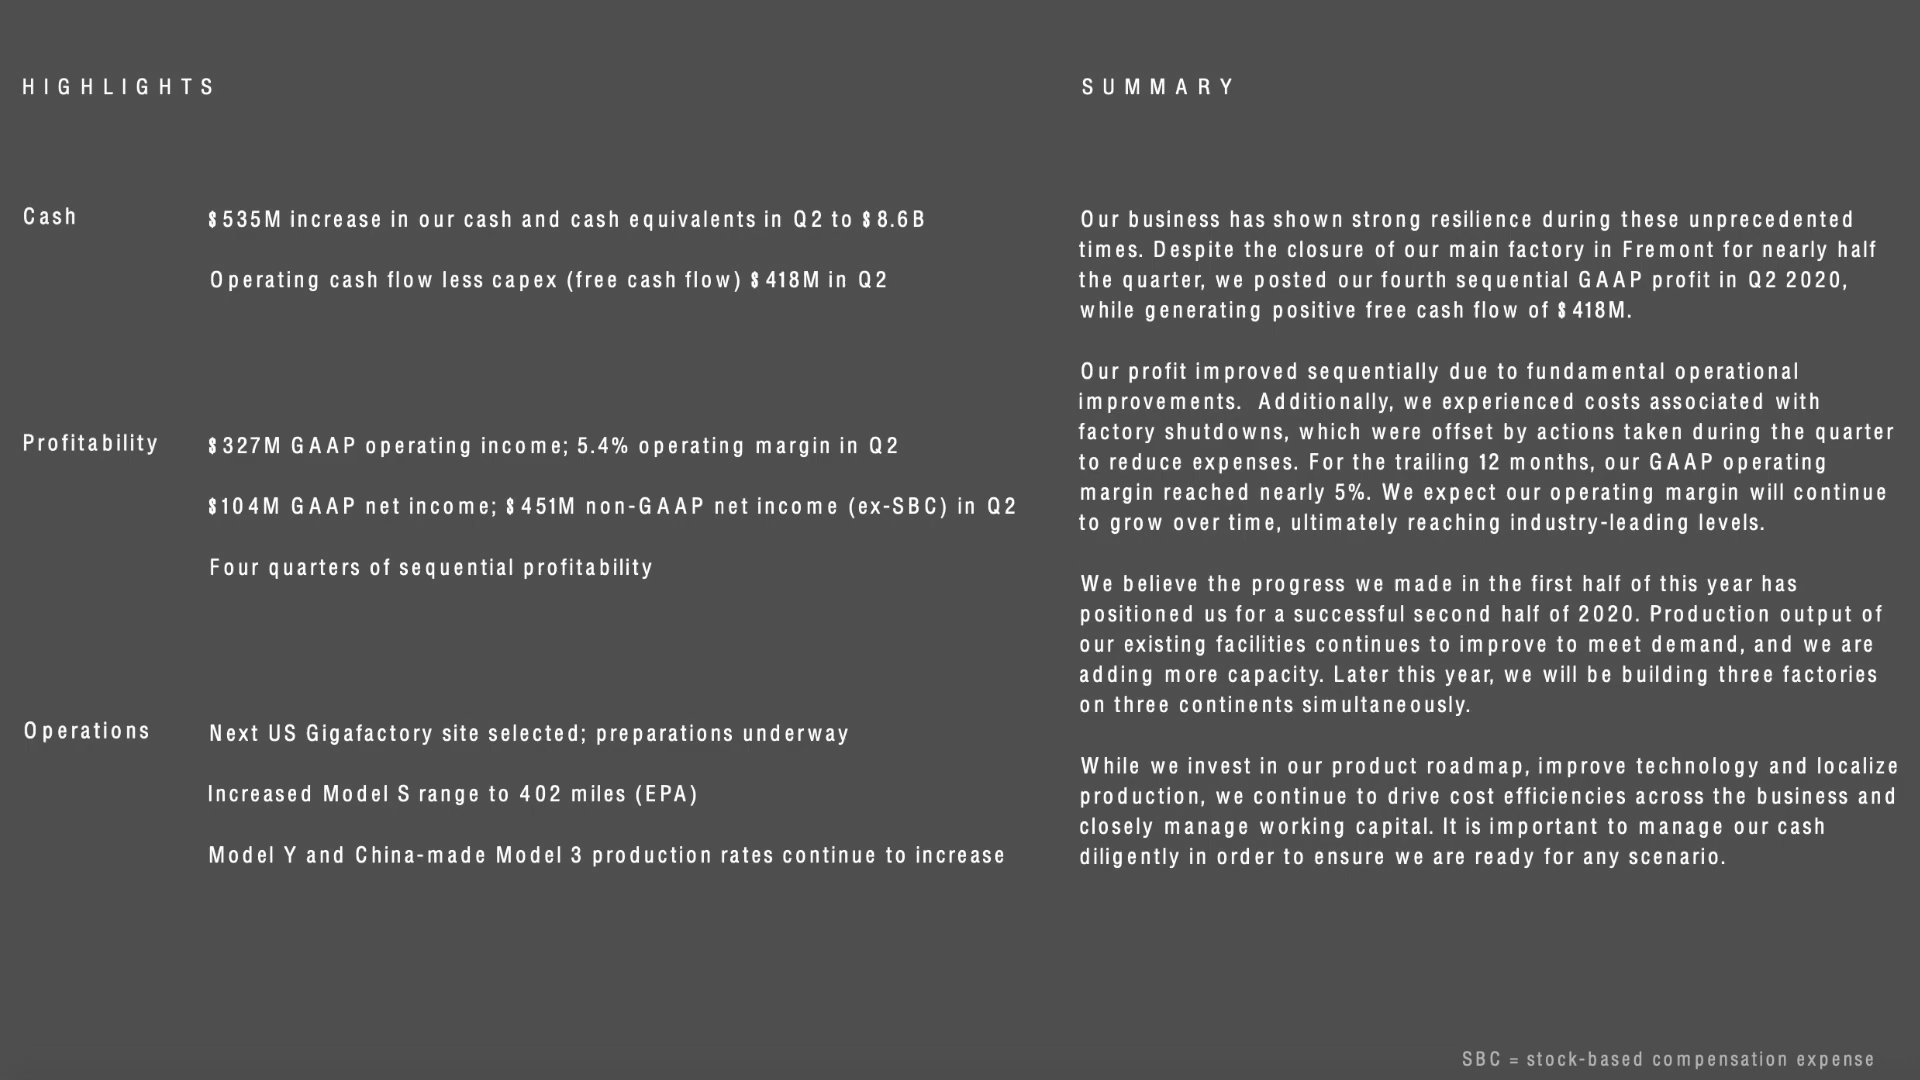 HIGHLIGHTS
Cash
$535M increase in our cash and cash equivalents in Q2 to $8.6B
Operating cash flow less capex (free cash flow) $418M in Q2
Profitability
$327M GAAP operating income; 5.4% operating margin in Q2
$104M GAAP net income; $451M non-GAAP net income (ex-SBC) in Q2
Four quarters of sequential profitability
Operations
Next US Gigafactory site selected; preparations underway
Increased Model S range to 402 miles (EPA)
Model Y and China-made Model 3 production rates continue to increase
SUMMARY
Our business has shown strong resilience during these unprecedented
times. Despite the closure of our main factory in Fremont for nearly half
the quarter, we posted our fourth sequential GAAP profit in Q2 2020,
while generating positive free cash flow of $418M.
Our profit improved sequentially due to fundamental operational
improvements. Additionally, we experienced costs associated with
factory shutdowns, which were offset by actions taken during the quarter
to reduce expenses. For the trailing 12 months, our GAAP operating
margin reached nearly 5%. We expect our operating margin will continue
to grow over time, ultimately reaching industry-leading levels.
We believe the progress we made in the first half of this year has
positioned us for a successful second half of 2020. Production output of
our existing facilities continues to improve to meet demand, and we are
adding more capacity. Later this year, we will be building three factories
on three continents simultaneously.
While we invest in our product roadmap, improve technology and localize
production, we continue to drive cost efficiencies across the business and
closely manage working capital. It is important to manage our cash
diligently in order to ensure we are ready for any scenario.
SBC = stock-based compensation expense